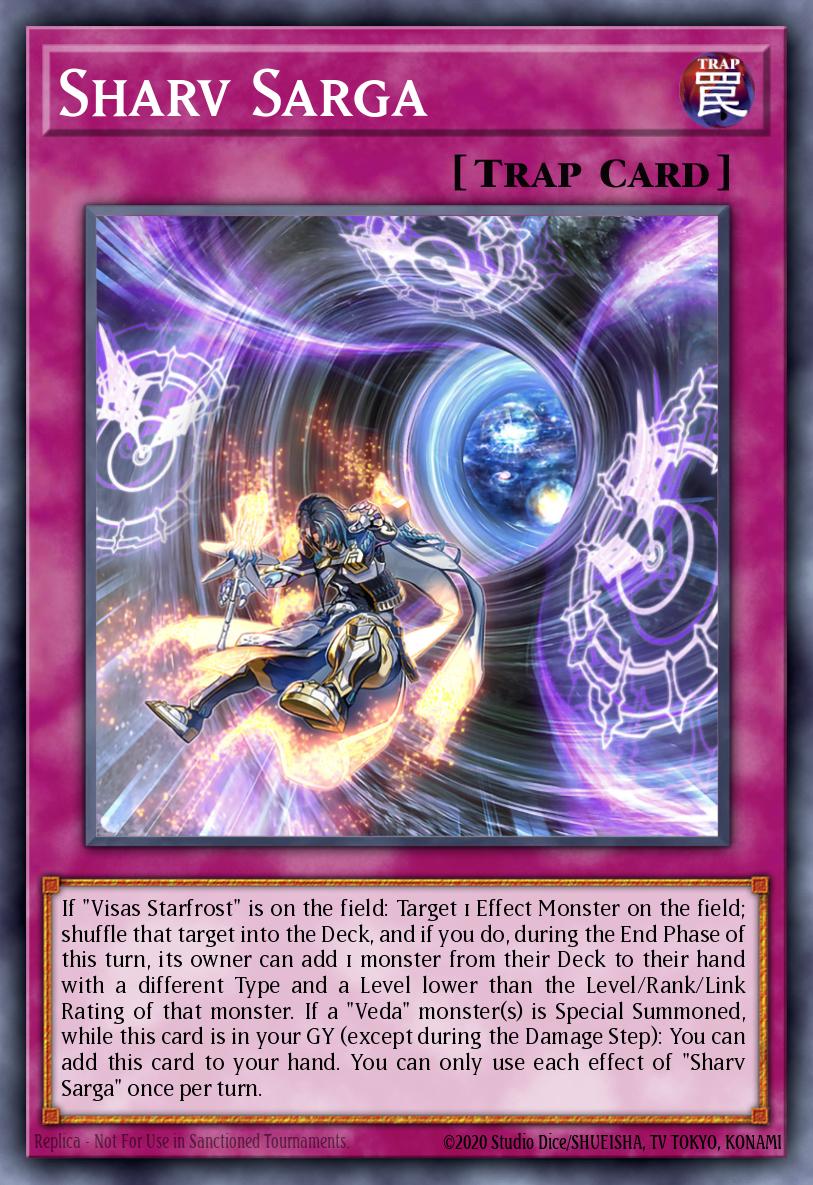 Sharv Sarga
TRAP
罠
[Trap Card]
If "Visas Starfrost" is on the field: Target 1 Effect Monster on the field;
shuffle that target into the Deck, and if you do, during the End Phase of
this turn, its owner can add 1 monster from their Deck to their hand
with a different Type and a Level lower than the Level/Rank/Link
Rating of that monster. If a "Veda" monster(s) is Special Summoned,
while this card is in your GY (except during the Damage Step): You can
add this card to your hand. You can only use each effect of "Sharv
Sarga" once per turn.
Replica - Not For Use in Sanctioned Tournaments.
©2020 Studio Dice/SHUEISHA, TV TOKYO, KONAMI